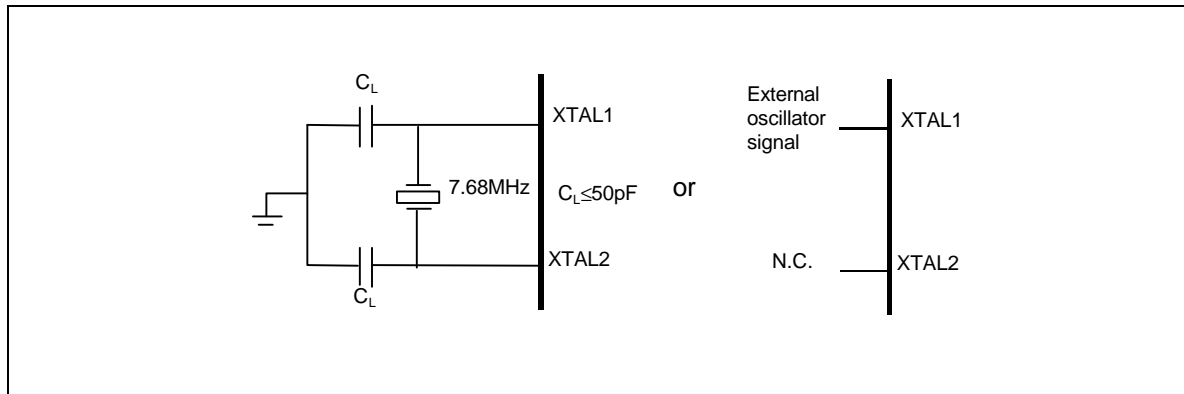 C_L
XTAL1
7.68MHz
C_L≤50pF
XTAL2
C_L
or
External
oscillator
signal
XTAL1
N.C.
XTAL2